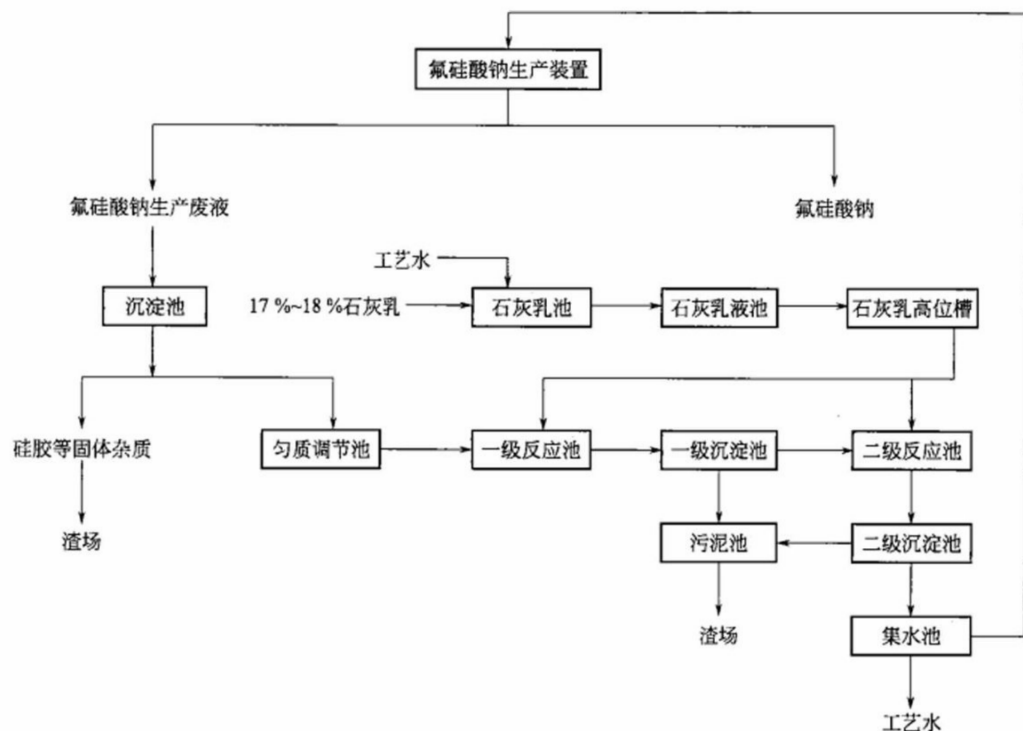 氟硅酸钠生产装置
氟硅酸钠生产废液
氟硅酸钠
工艺水
沉淀池
17 %~18 %石灰乳
石灰乳池
石灰乳液池
石灰乳高位槽
硅胶等固体杂质
匀质调节池
一级反应池
一级沉淀池
二级反应池
渣场
污泥池
二级沉淀池
渣场
集水池
工艺水